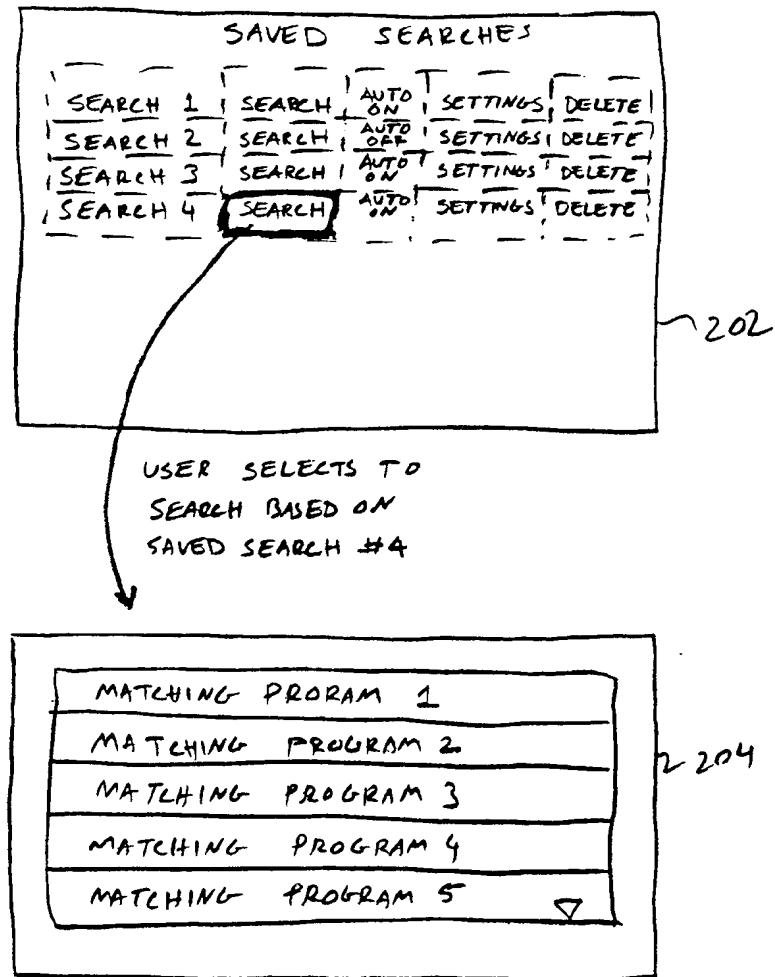 SAVED SEARCHES
SEARCH 1 SEARCH AUTO ON SETTINGS DELETE
SEARCH 2 SEARCH AUTO OFF SETTINGS DELETE
SEARCH 3 SEARCH AUTO ON SETTINGS DELETE
SEARCH 4 SEARCH AUTO ON SETTINGS DELETE
202
USER SELECTS TO
SEARCH BASED ON
SAVED SEARCH #4
MATCHING PRORAM 1
MATCHING PROGRAM 2
204
MATCHING PROGRAM 3
MATCHING PROGRAM 4
MATCHING PROGRAM 5